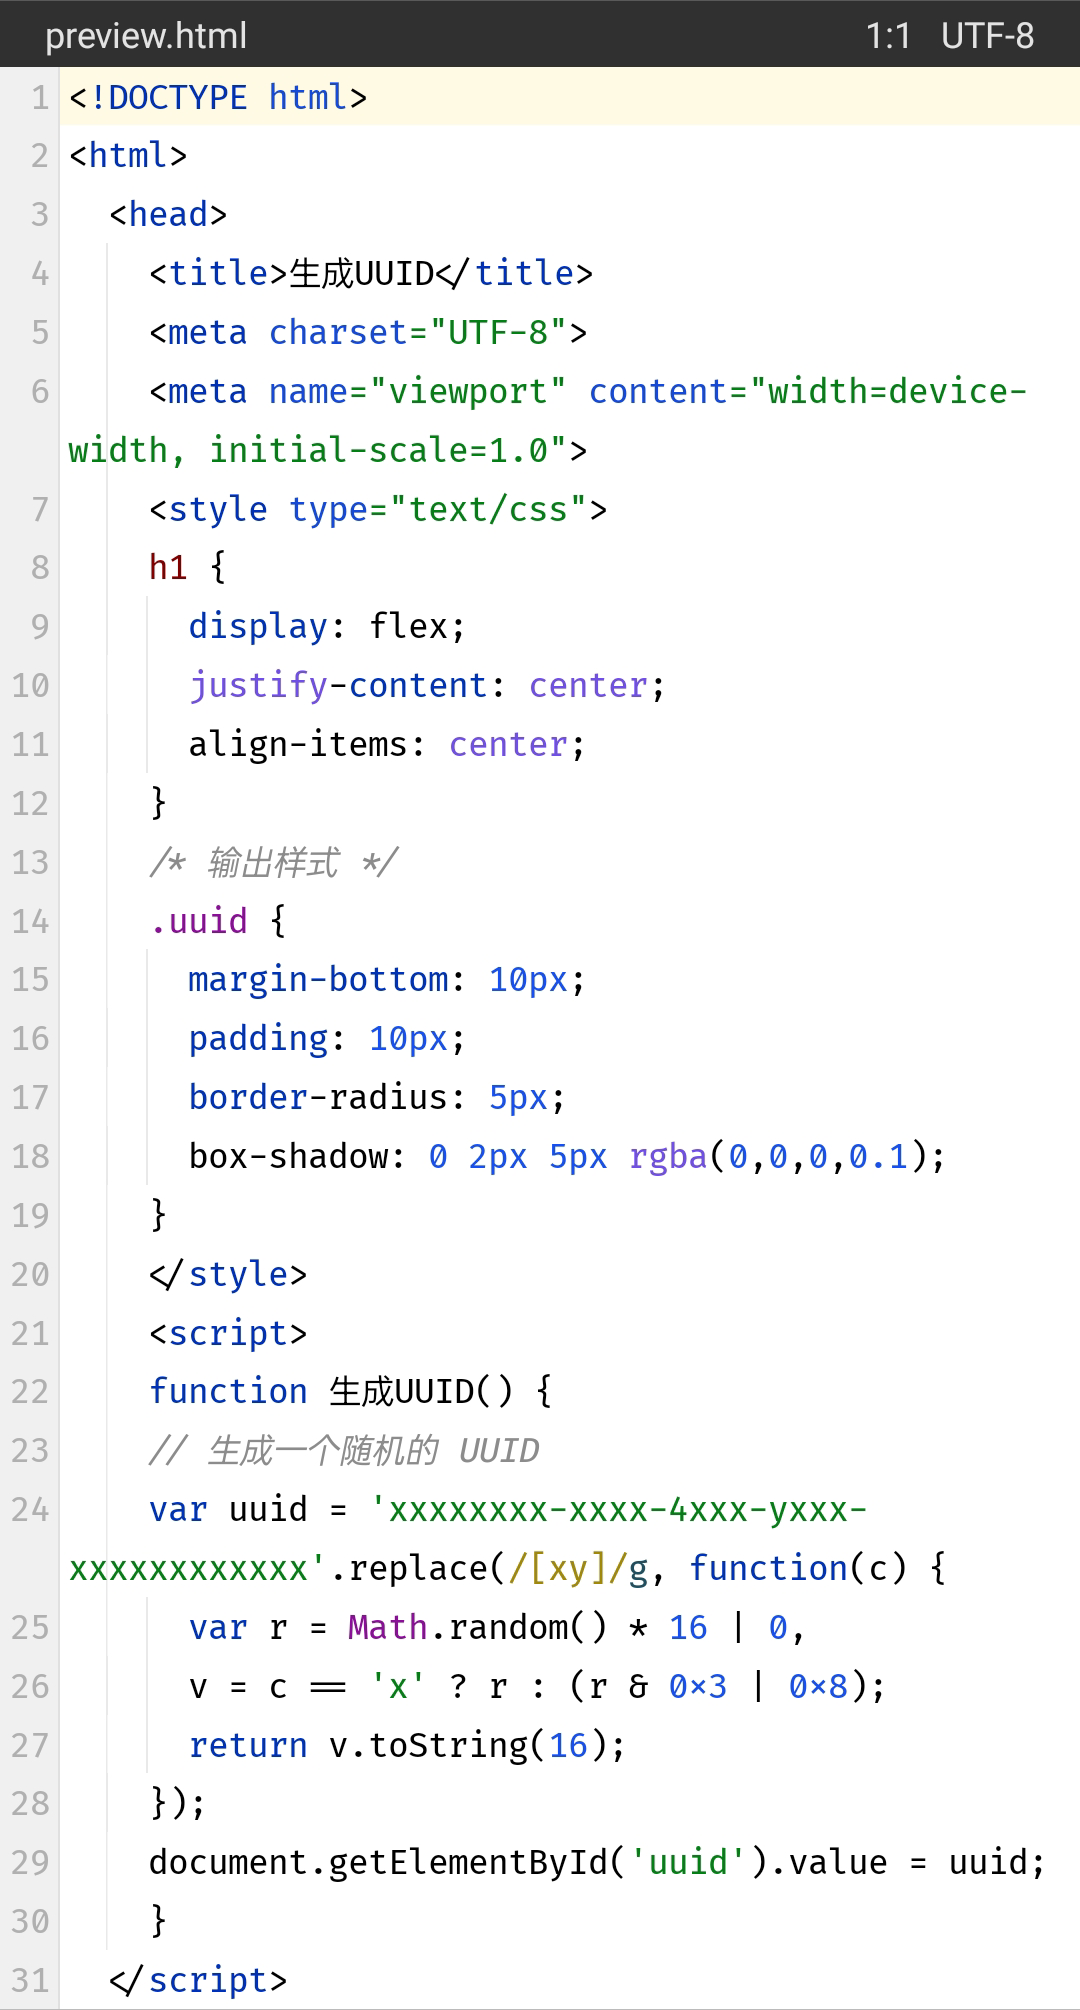 preview.html 1:1 UTF-8
1 <!DOCTYPE html>
2 <html>
3 <head>
4 <title>生成UUID</title>
5 <meta charset="UTF-8">
6 <meta name="viewport" content="width=device-
width, initial-scale=1.0">
7 <style type="text/css">
8 h1 {
9 display: flex;
10 justify-content: center;
11 align-items: center;
12 }
13 /* 输出样式 */
14 .uuid {
15 margin-bottom: 10px;
16 padding: 10px;
17 border-radius: 5px;
18 box-shadow: 0 2px 5px rgba(0,0,0,0.1);
19 }
20 </style>
21 <script>
22 function 生成UUID() {
23 // 生成一个随机的 UUID
24 var uuid = 'xxxxxxxx-xxxx-4xxx-yxxx-
xxxxxxxxxxxx'.replace(/[xy]/g, function(c) {
25 var r = Math.random() * 16 | 0,
26 v = c == 'x' ? r : (r & 0x3 | 0x8);
27 return v.toString(16);
28 });
29 document.getElementById('uuid').value = uuid;
30 }
31 </script>